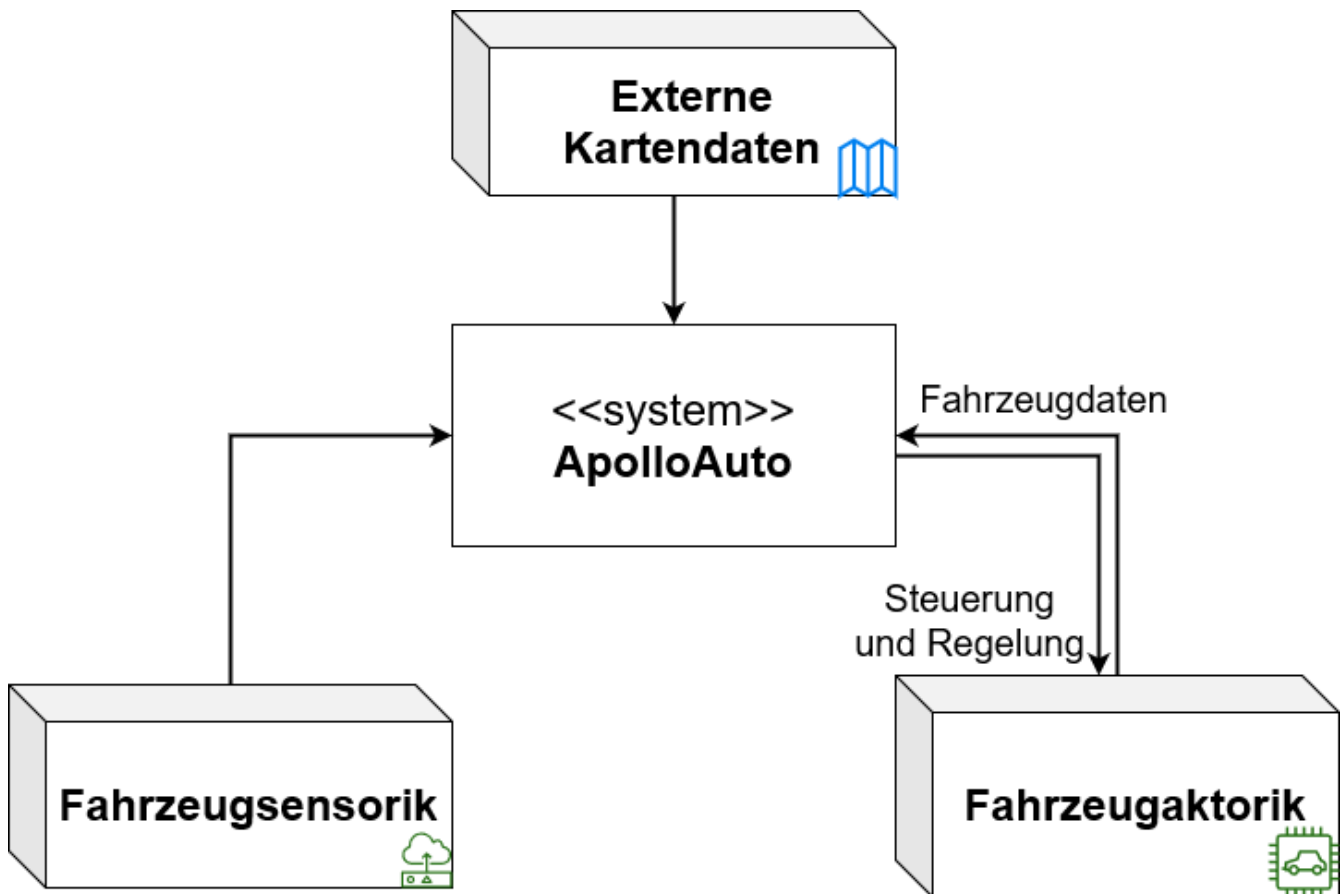 Externe
Kartendaten
<<system>>
ApolloAuto
Fahrzeugdaten
Steuerung
und Regelung
Fahrzeugsensorik
Fahrzeugaktorik